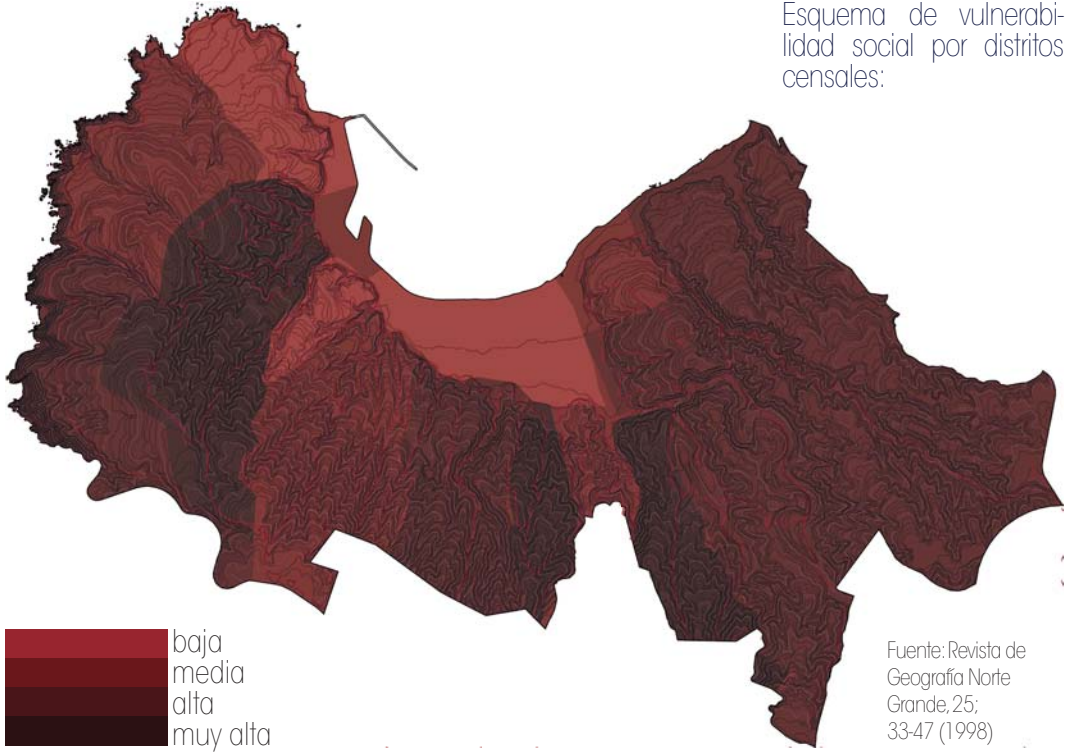 Esquema de vulnerabi-
lidad social por distritos
censales:
baja
media
alta
muy alta
Fuente: Revista de
Geografía Norte
Grande, 25;
33-47 (1998)